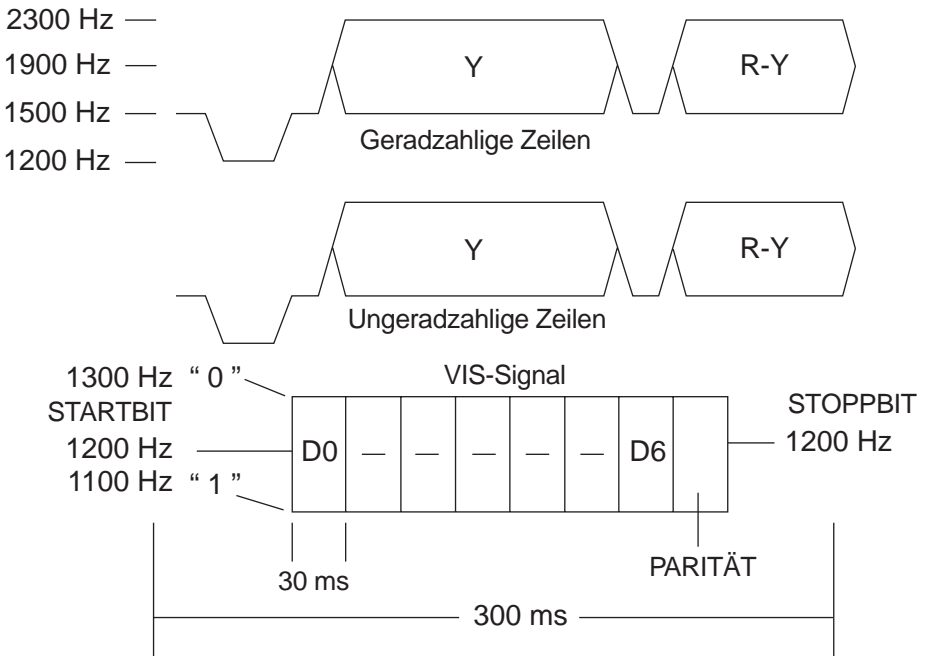 2300 Hz
1900 Hz
1500 Hz
1200 Hz
Y
R-Y
Geradzahlige Zeilen
Y
R-Y
Ungeradzahlige Zeilen
1300 Hz “ 0 ”
VIS-Signal
STARTBIT
1200 Hz
1100 Hz “ 1 ”
D0 — — — — — D6
STOPPBIT
1200 Hz
30 ms
PARITÄT
300 ms